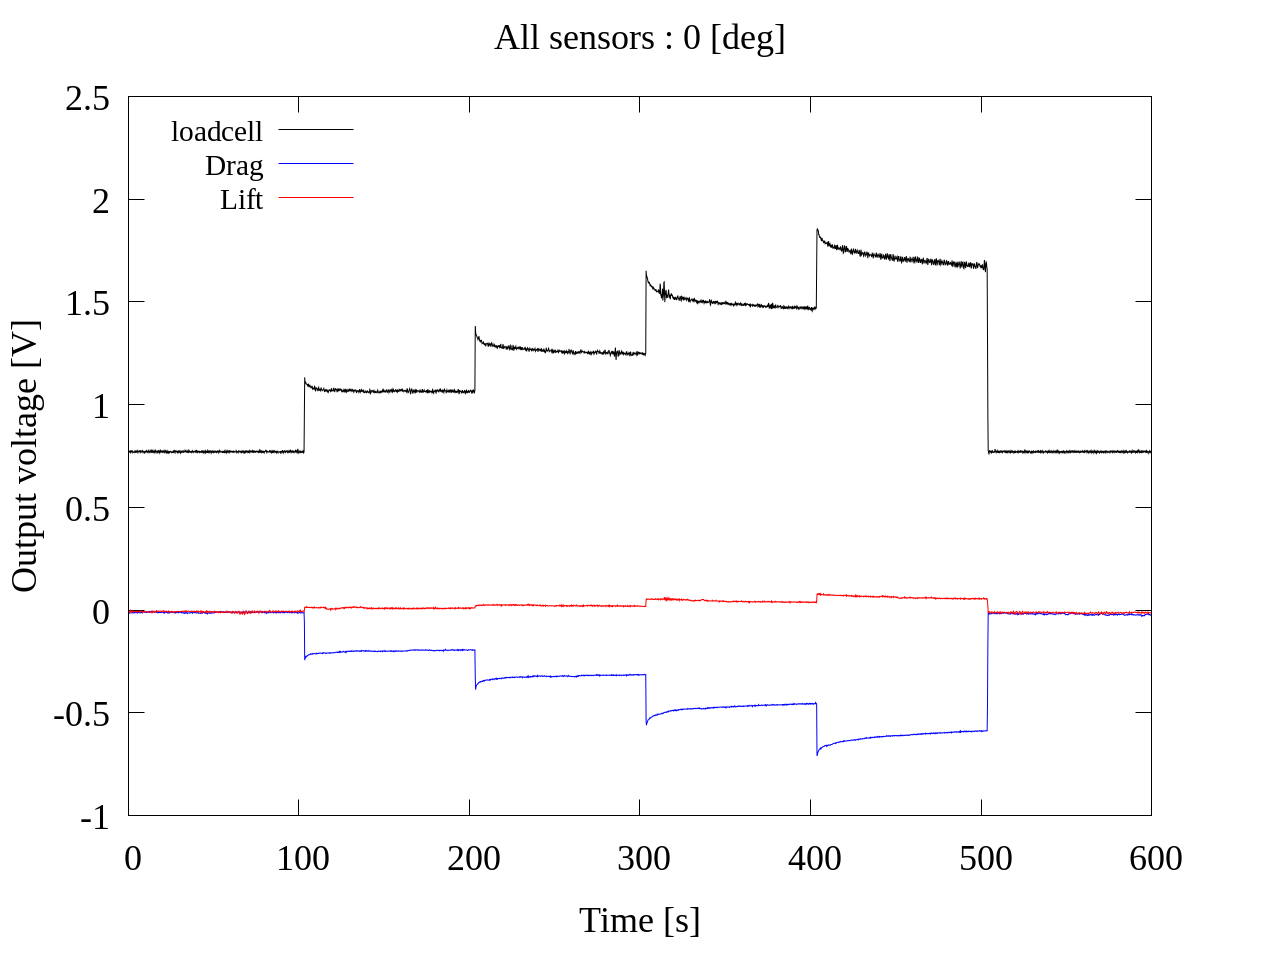 All sensors : 0 [deg]
2.5
2
1.5
1
0.5
0
-0.5
-1
loadcell
Drag
Lift
Output voltage [V]
0 100 200 300 400 500 600
Time [s]